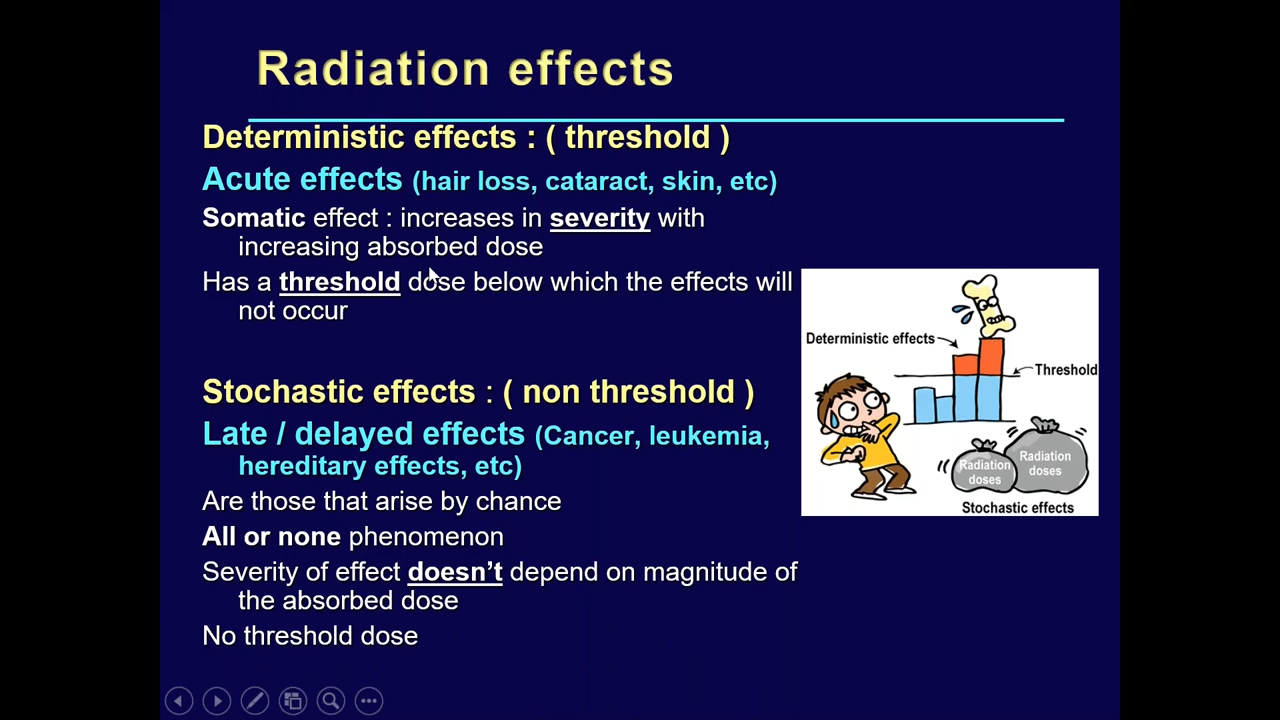 Radiation effects
Deterministic effects : ( threshold )
Acute effects (hair loss, cataract, skin, etc)
Somatic effect : increases in severity with
increasing absorbed dose
Has a threshold dose below which the effects will
not occur
Stochastic effects : ( non threshold )
Late / delayed effects (Cancer, leukemia,
hereditary effects, etc)
Are those that arise by chance
All or none phenomenon
Severity of effect doesn't depend on magnitude of
the absorbed dose
No threshold dose
Deterministic effects
Threshold
Radiation
doses
Radiation
doses
Stochastic effects